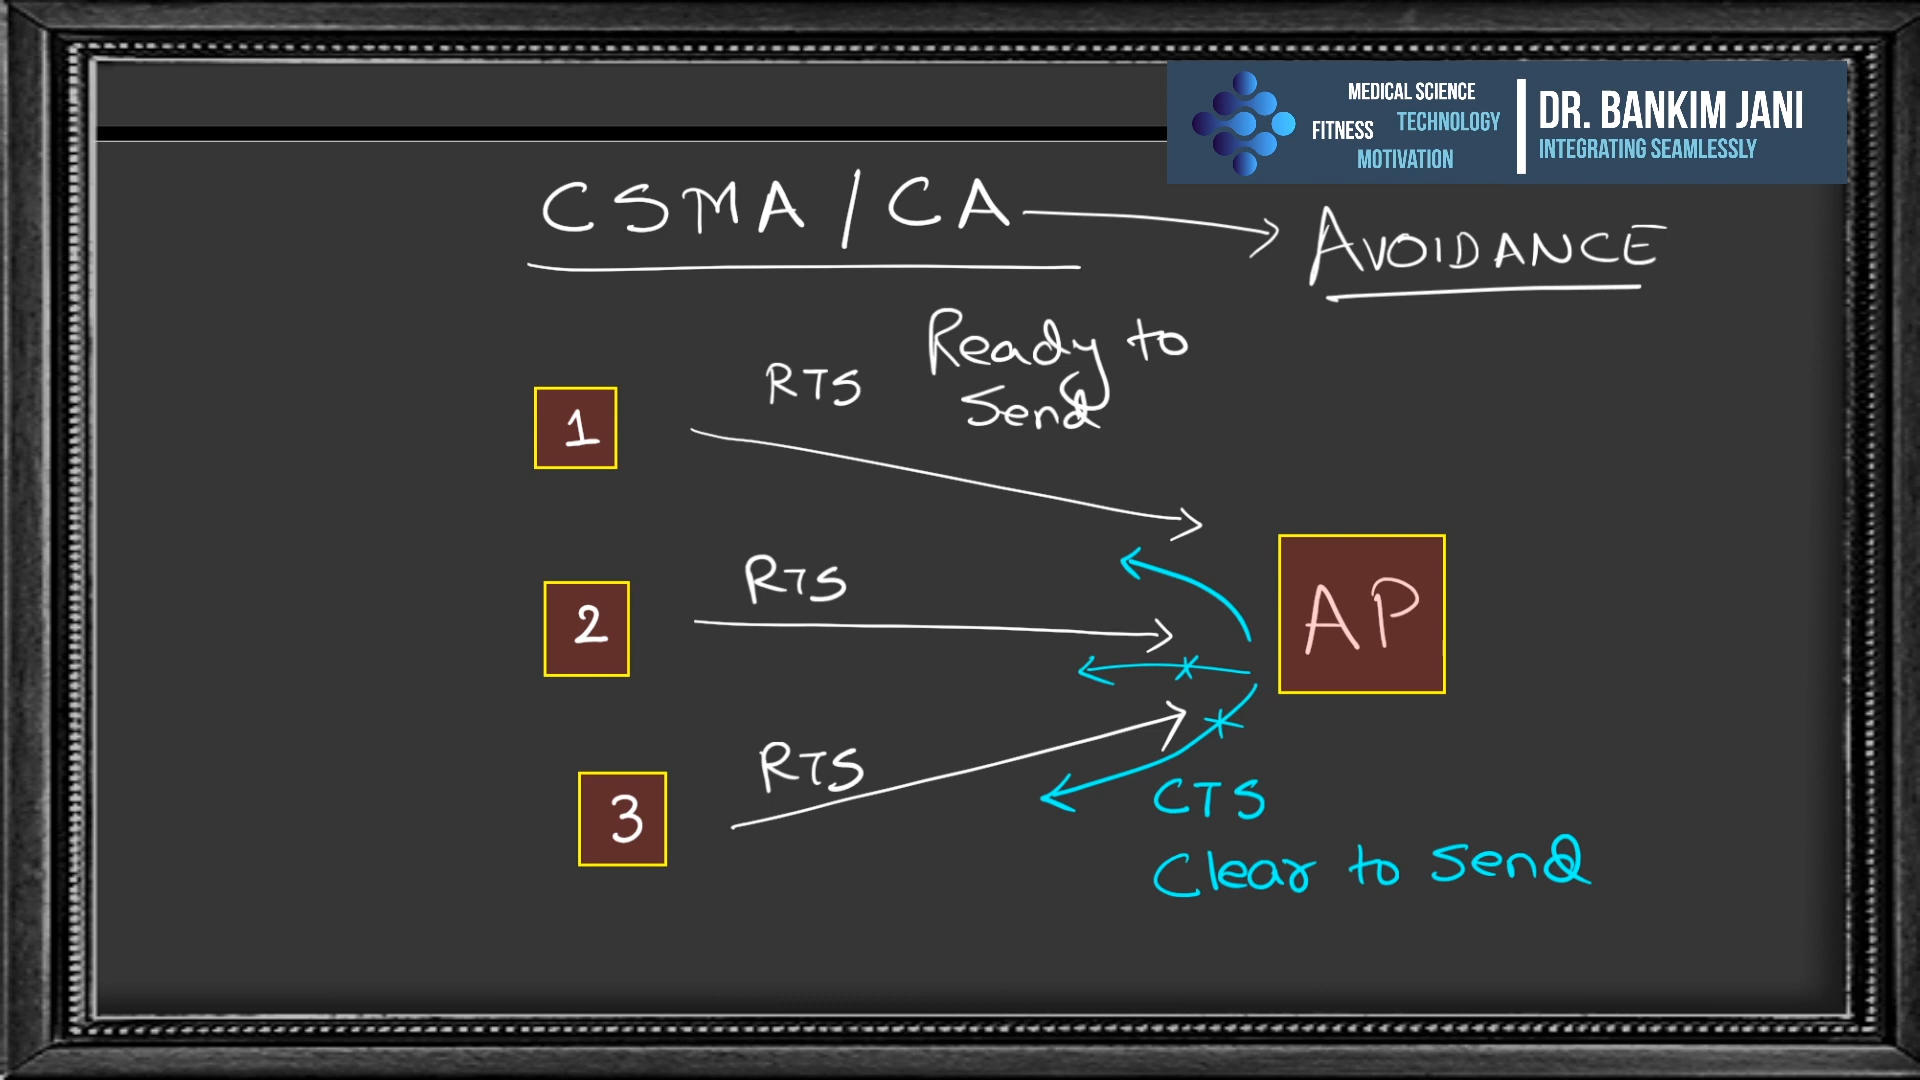 MEDICAL SCIENCE
FITNESS TECHNOLOGY
MOTIVATION
DR. BANKIM JANI
INTEGRATING SEAMLESSLY
CSMA/CA
AVOIDANCE
RTS
Ready to
Send
1
RTS
2
AP
RTS
3
CTS
Clear to Send